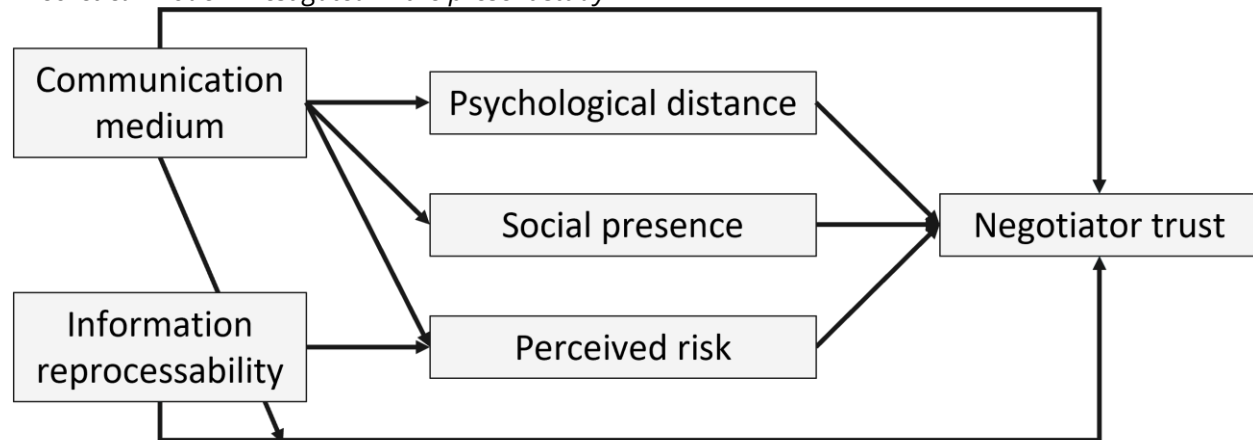 Communication
medium
Psychological distance
Social presence
Negotiator trust
Information
reprocessability
Perceived risk